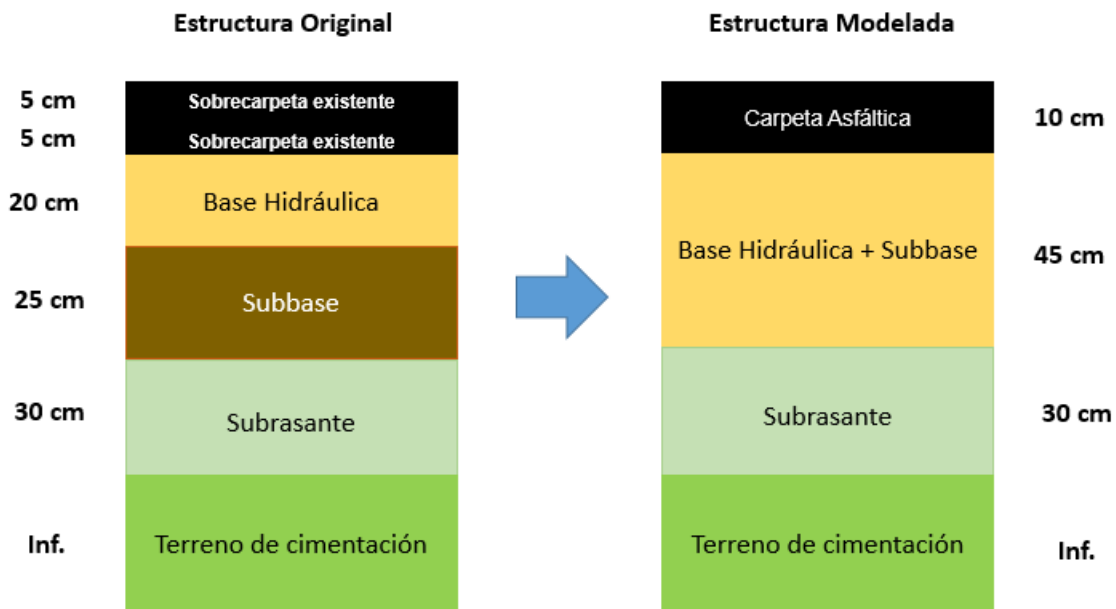 Estructura Original
5 cm
Sobrecarpeta existente
5 cm
Sobrecarpeta existente
20 cm
Base Hidráulica
25 cm
Subbase
30 cm
Subrasante
Inf.
Terreno de cimentación
Estructura Modelada
Carpeta Asfáltica
10 cm
Base Hidráulica + Subbase
45 cm
Subrasante
30 cm
Terreno de cimentación
Inf.